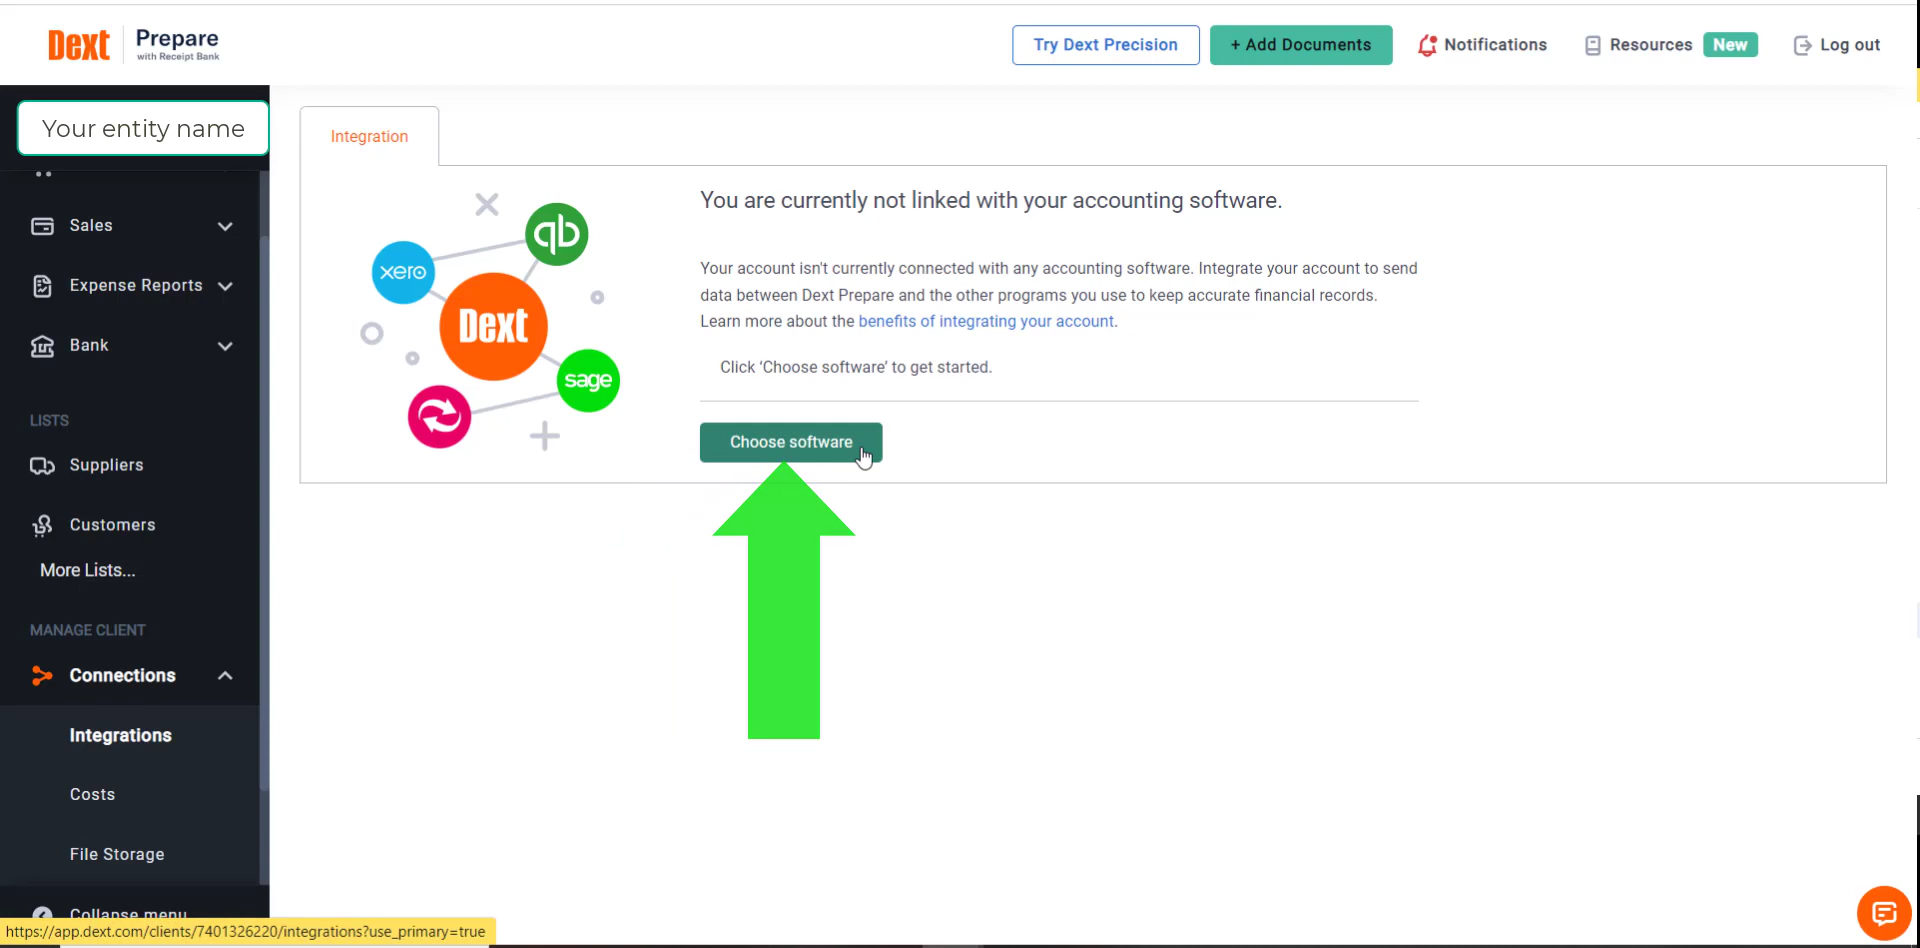 Dext
Prepare
with Receipt Bank
Try Dext Precision
+ Add Documents
Notifications
Resources
New
Log out
Your entity name
Sales
Expense Reports
Bank
LISTS
Suppliers
Customers
More Lists...
MANAGE CLIENT
Connections
Integrations
Costs
File Storage
Collapse menu
Integration
xero
qb
Dext
sage
You are currently not linked with your accounting software.
Your account isn't currently connected with any accounting software. Integrate your account to send
data between Dext Prepare and the other programs you use to keep accurate financial records.
Learn more about the benefits of integrating your account.
Click ‘Choose software’ to get started.
Choose software
https://app.dext.com/clients/7401326220/integrations?use_primary=true